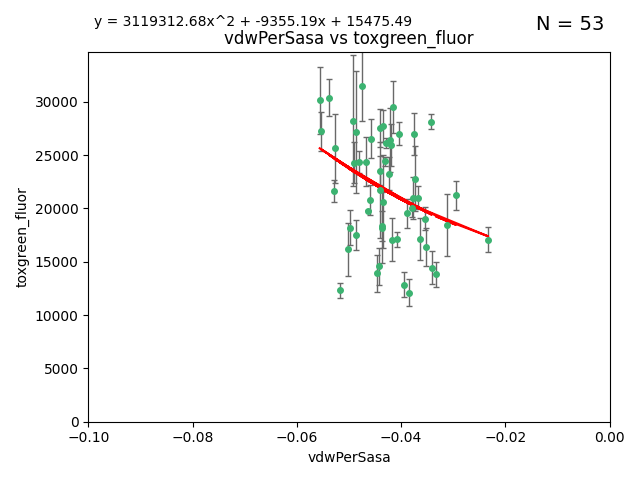 y = 3119312.68x^2 + -9355.19x + 15475.49
N = 53
vdwPerSasa vs toxgreen_fluor
30000
25000
20000
15000
10000
5000
0
toxgreen_fluor
−0.10
−0.08
−0.06
−0.04
−0.02
0.00
vdwPerSasa